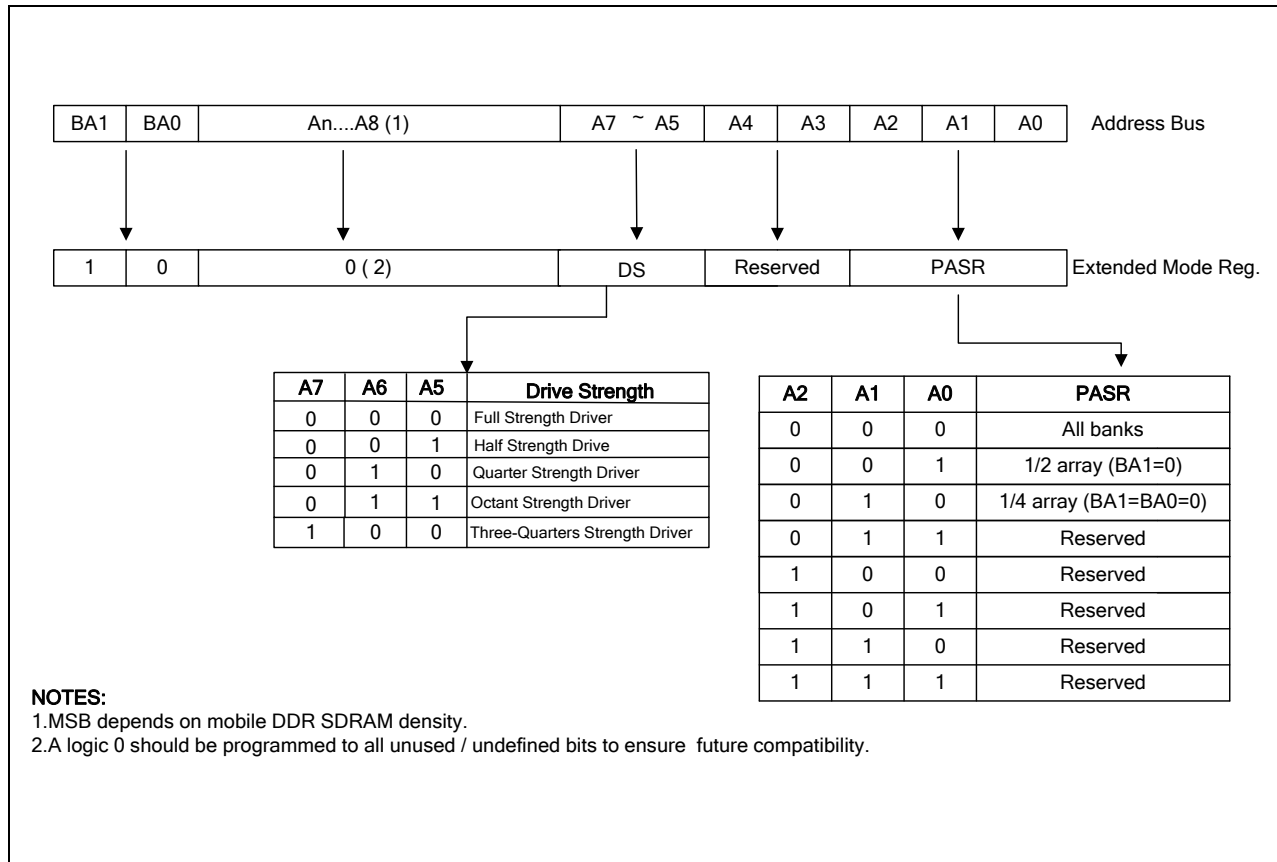 BA1 BA0 An....A8 (1) A7 ~ A5 A4 A3 A2 A1 A0 Address Bus
1 0 0 ( 2) DS Reserved PASR Extended Mode Reg.
A7 A6 A5 Drive Strength
0 0 0 Full Strength Driver
0 0 1 Half Strength Drive
0 1 0 Quarter Strength Driver
0 1 1 Octant Strength Driver
1 0 0 Three-Quarters Strength Driver
A2 A1 A0 PASR
0 0 0 All banks
0 0 1 1/2 array (BA1=0)
0 1 0 1/4 array (BA1=BA0=0)
0 1 1 Reserved
1 0 0 Reserved
1 0 1 Reserved
1 1 0 Reserved
1 1 1 Reserved
NOTES:
1.MSB depends on mobile DDR SDRAM density.
2.A logic 0 should be programmed to all unused / undefined bits to ensure future compatibility.